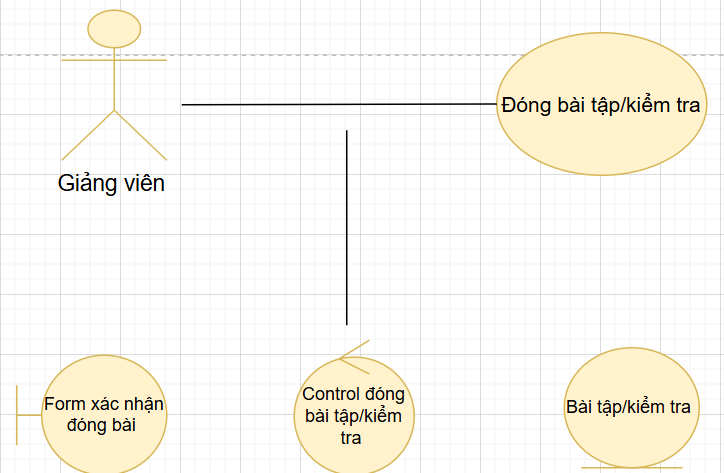 Đóng bài tập/kiểm tra
Giảng viên
Form xác nhận
đóng bài
Control đóng
bài tập/kiểm
tra
Bài tập/kiểm tra